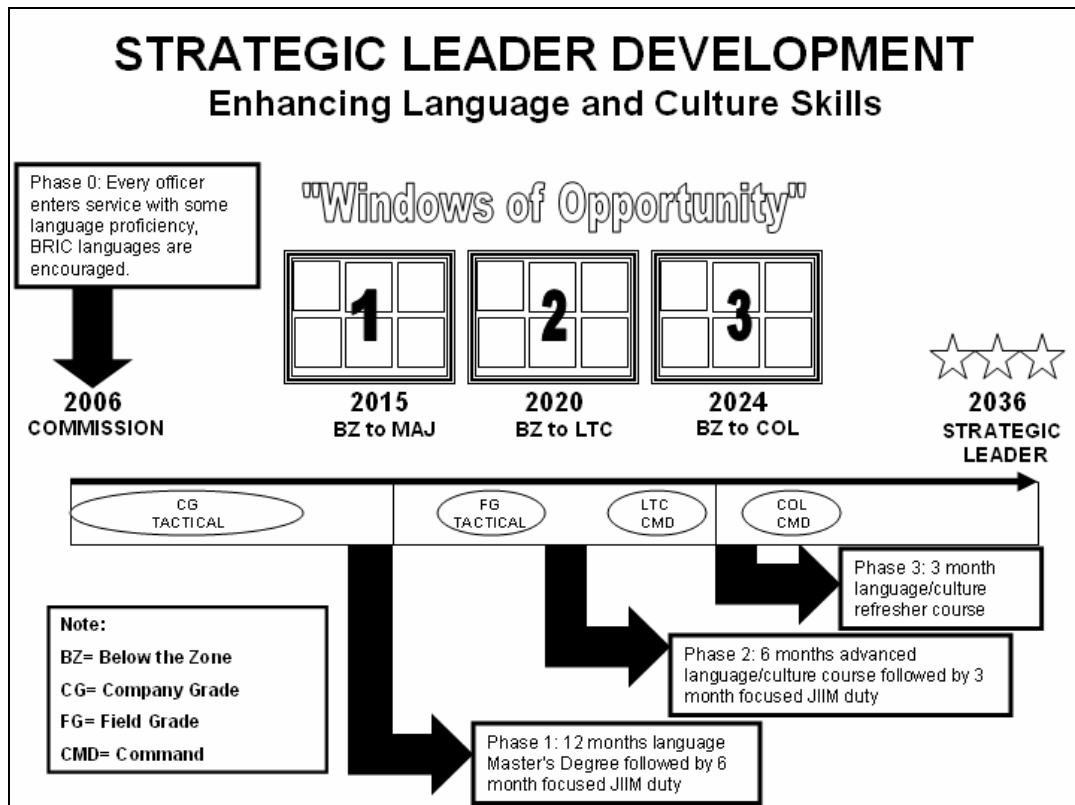 STRATEGIC LEADER DEVELOPMENT
Enhancing Language and Culture Skills
Phase 0: Every officer
enters service with some
language proficiency,
BRIC languages are
encouraged.
"Windows of Opportunity"
1
2
3
2006
COMMISSION
2015
BZ to MAJ
2020
BZ to LTC
2024
BZ to COL
2036
STRATEGIC
LEADER
CG
TACTICAL
FG
TACTICAL
LTC
CMD
COL
CMD
Phase 3: 3 month
language/culture
refresher course
Phase 2: 6 months advanced
language/culture course followed by 3
month focused JIIM duty
Phase 1: 12 months language
Master's Degree followed by 6
month focused JIIM duty
Note:
BZ= Below the Zone
CG= Company Grade
FG= Field Grade
CMD= Command